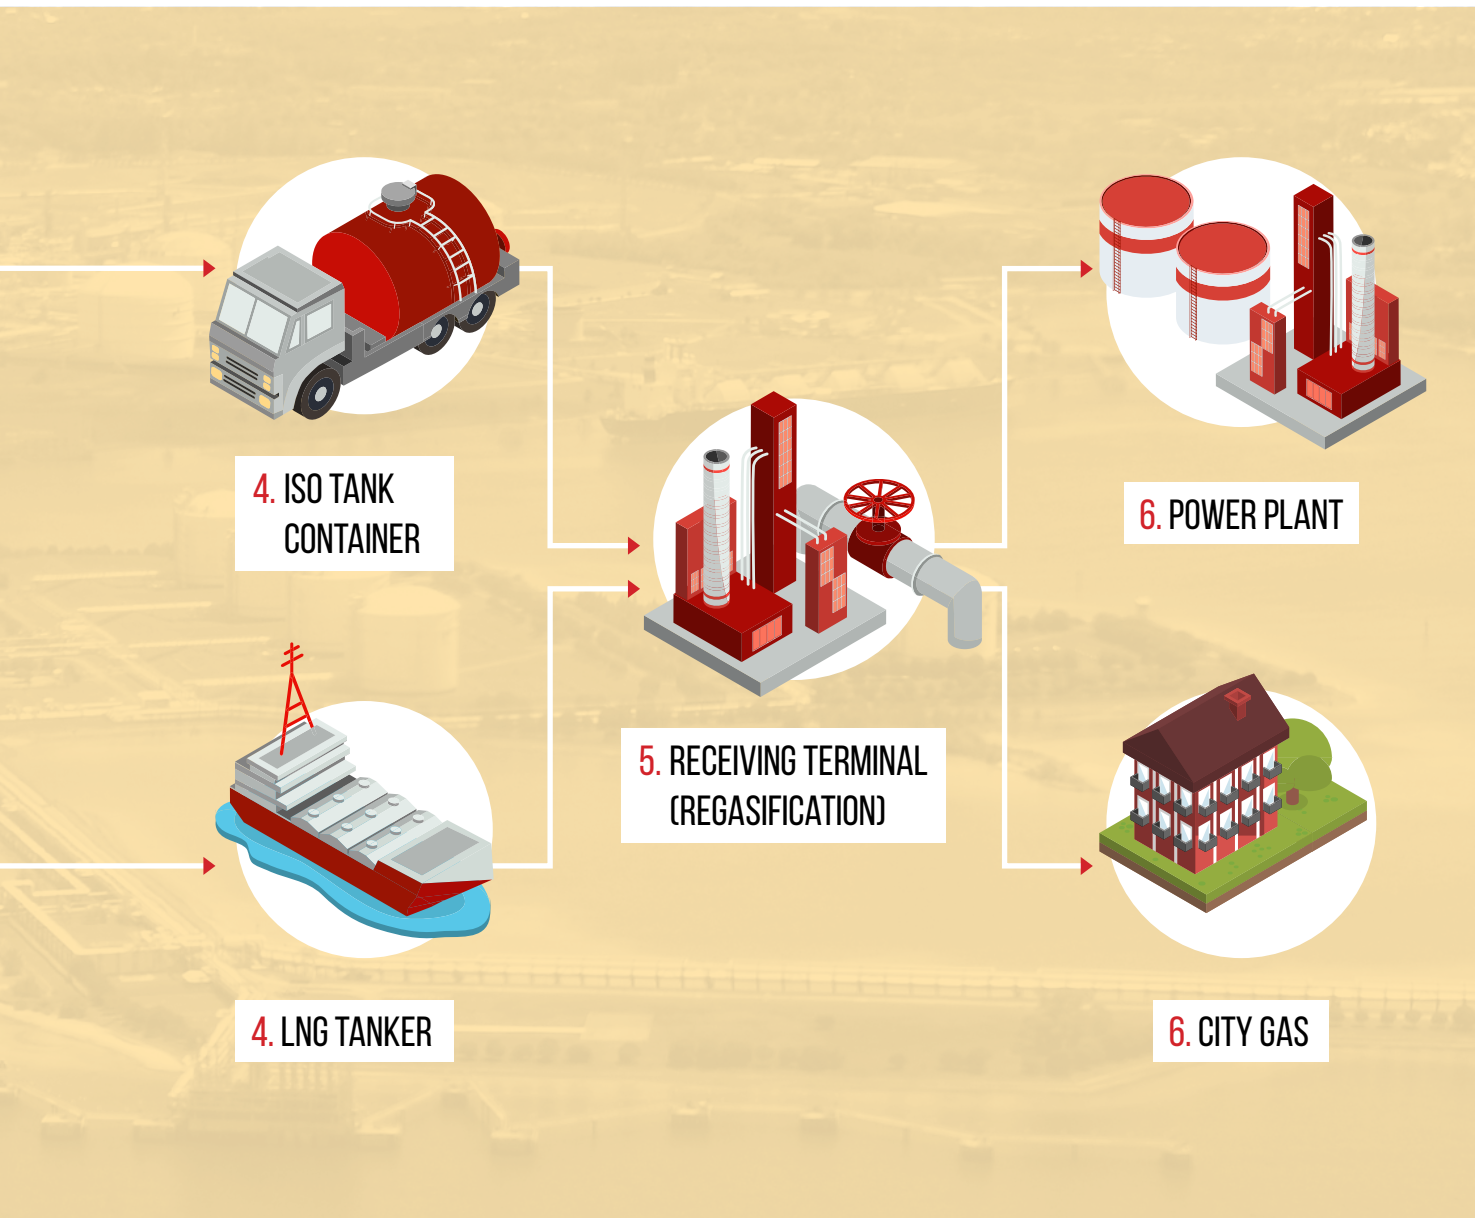 4. ISO TANK
CONTAINER
4. LNG TANKER
5. RECEIVING TERMINAL
(REGASIFICATION)
6. POWER PLANT
6. CITY GAS